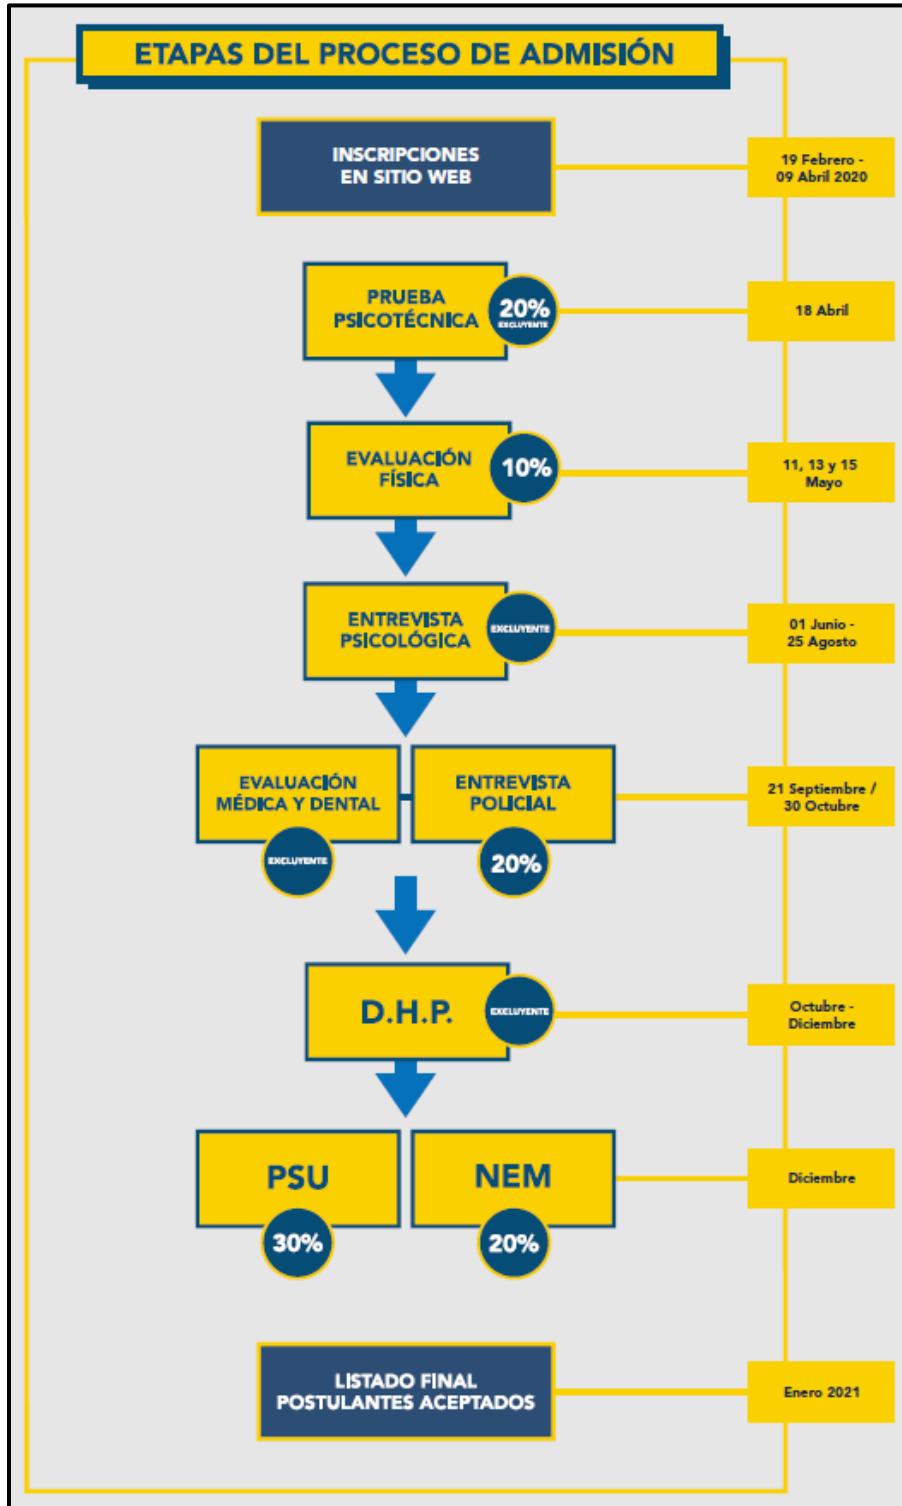 ETAPAS DEL PROCESO DE ADMISIÓN
INSCRIPCIONES
EN SITIO WEB
19 Febrero -
09 Abril 2020
PRUEBA
PSICOTÉCNICA
20%
EXCLUYENTE
18 Abril
EVALUACIÓN
FÍSICA
10%
11, 13 y 15
Mayo
ENTREVISTA
PSICOLÓGICA
EXCLUYENTE
01 Junio -
25 Agosto
EVALUACIÓN
MÉDICA Y DENTAL
EXCLUYENTE
ENTREVISTA
POLICIAL
20%
21 Septiembre /
30 Octubre
D.H.P.
EXCLUYENTE
Octubre -
Diciembre
PSU
30%
NEM
20%
Diciembre
LISTADO FINAL
POSTULANTES ACEPTADOS
Enero 2021